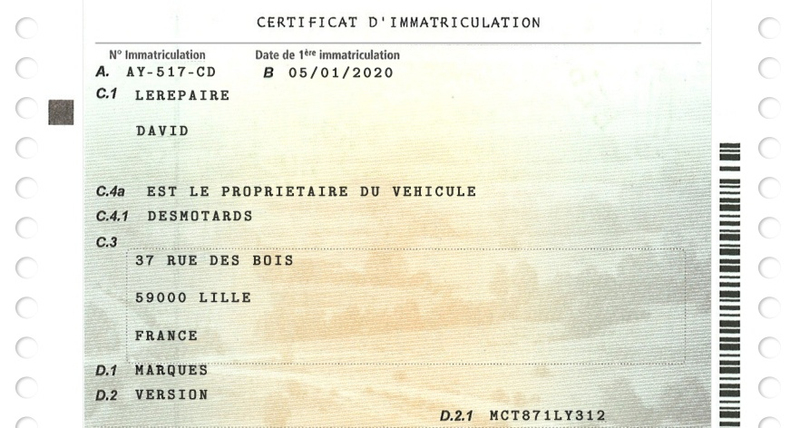 CERTIFICAT D'IMMATRICULATION
N° Immatriculation Date de 1ère immatriculation
A. AY-517-CD B 05/01/2020
C.1 LEREPAIRE
DAVID
C.4a EST LE PROPRIETAIRE DU VEHICULE
C.4.1 DESMOTARDS
C.3
37 RUE DES BOIS
59000 LILLE
FRANCE
D.1 MARQUES
D.2 VERSION
D.2.1 MCT871LY312